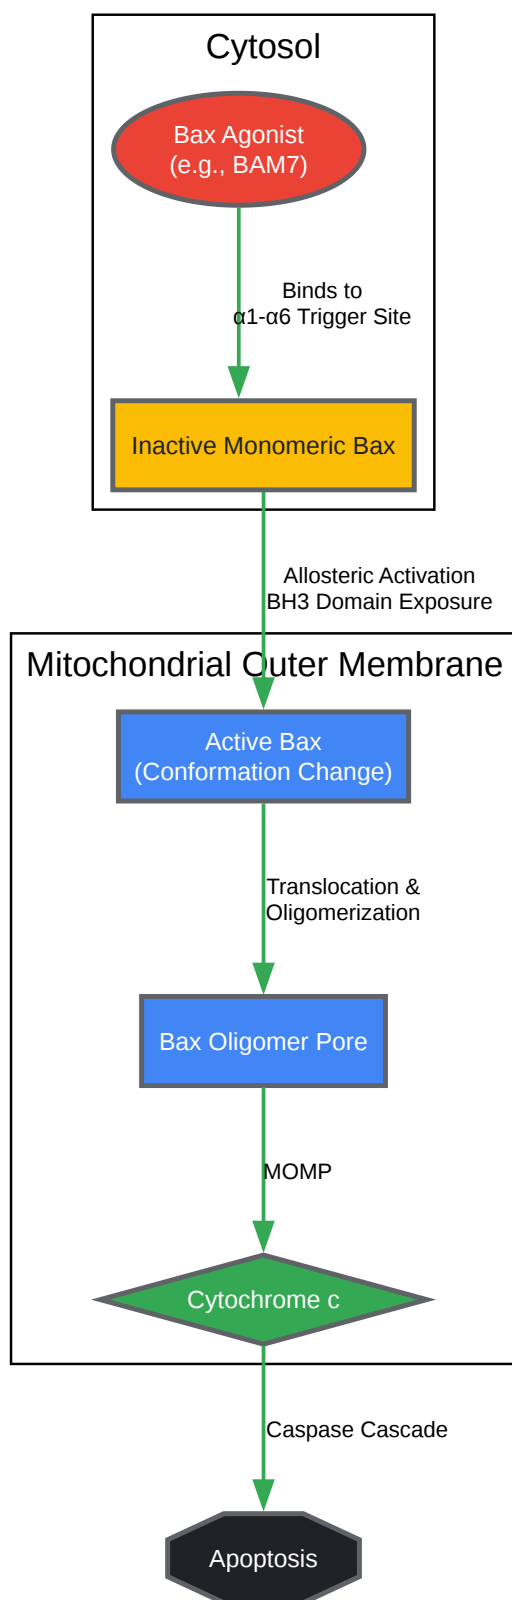 Cytosol
Bax Agonist
(e.g., BAM7)
Binds to
α1-α6 Trigger Site
Inactive Monomeric Bax
Allosteric Activation
BH3 Domain Exposure
Mitochondrial Outer Membrane
Active Bax
(Conformation Change)
Translocation &
Oligomerization
Bax Oligomer Pore
MOMP
Cytochrome c
Caspase Cascade
Apoptosis